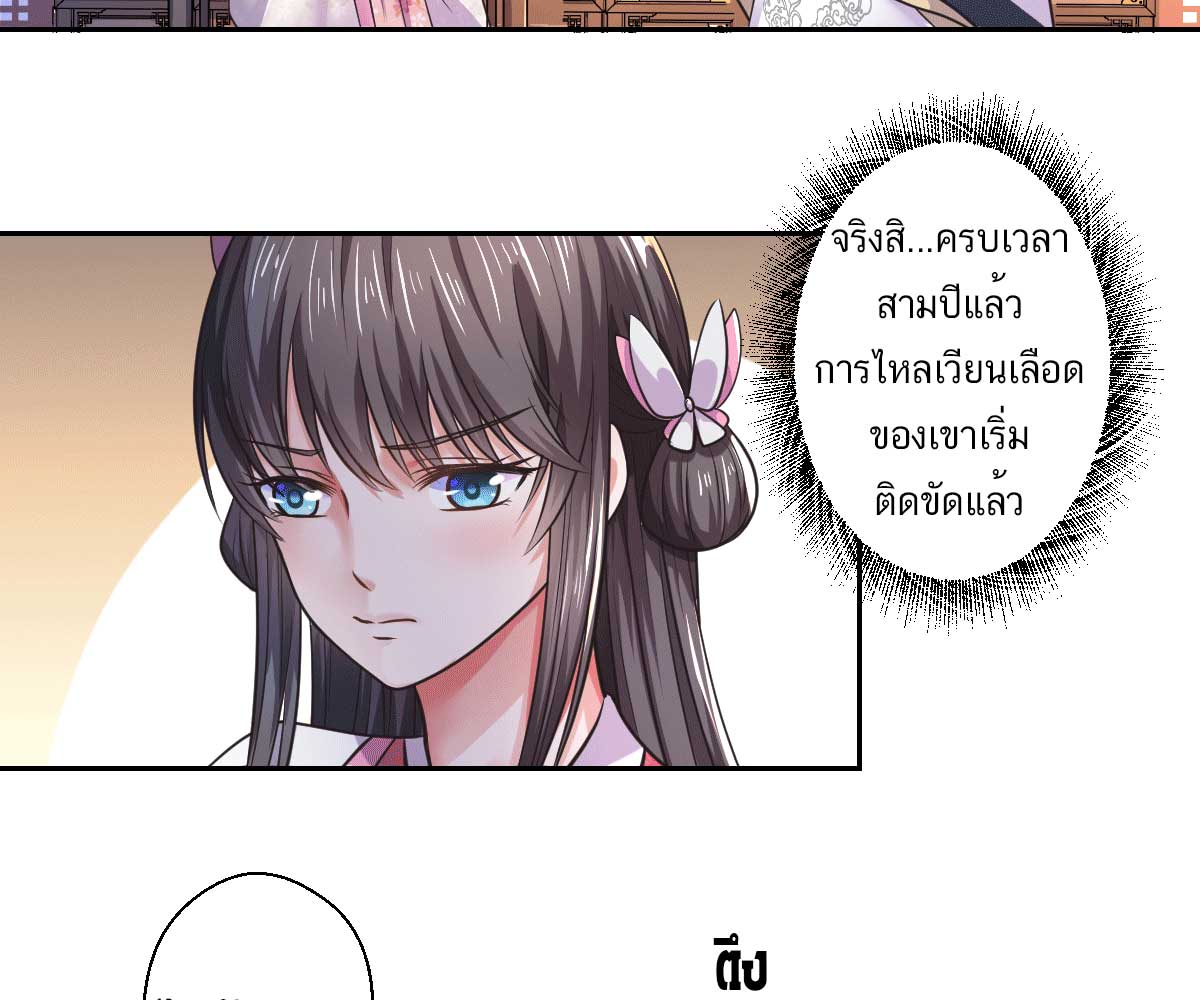 จริงสิ...ครบเวลา
สามปีแล้ว
การไหลเวียนเลือด
ของเขาเริ่ม
ติดขัดแล้ว
ตึง